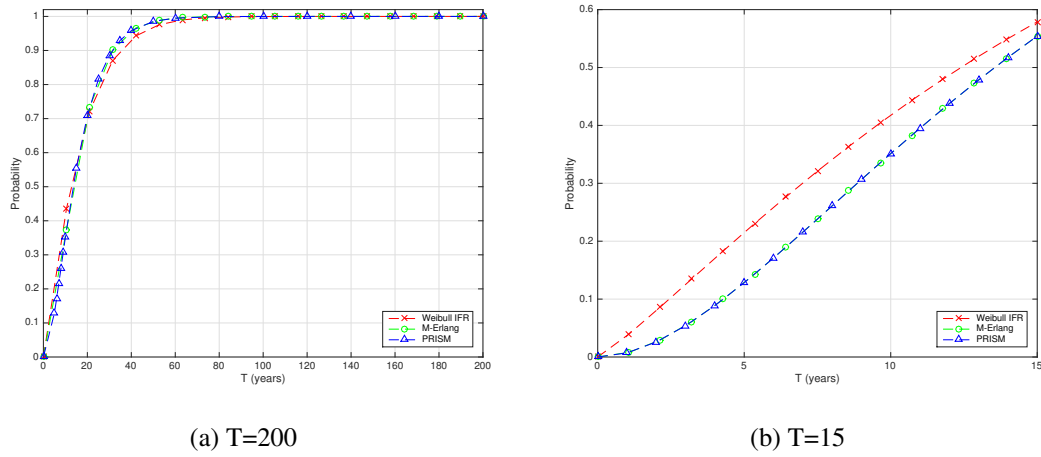 1
0.9
0.8
0.7
0.6
0.5
0.4
0.3
0.2
0.1
0
Probability
0 20 40 60 80 100 120 140 160 180 200
T (years)
Weibull IFR
M-Erlang
PRISM
(a) T=200
0.6
0.5
0.4
0.3
0.2
0.1
0
Probability
0 5 10 15
T (years)
Weibull IFR
M-Erlang
PRISM
(b) T=15